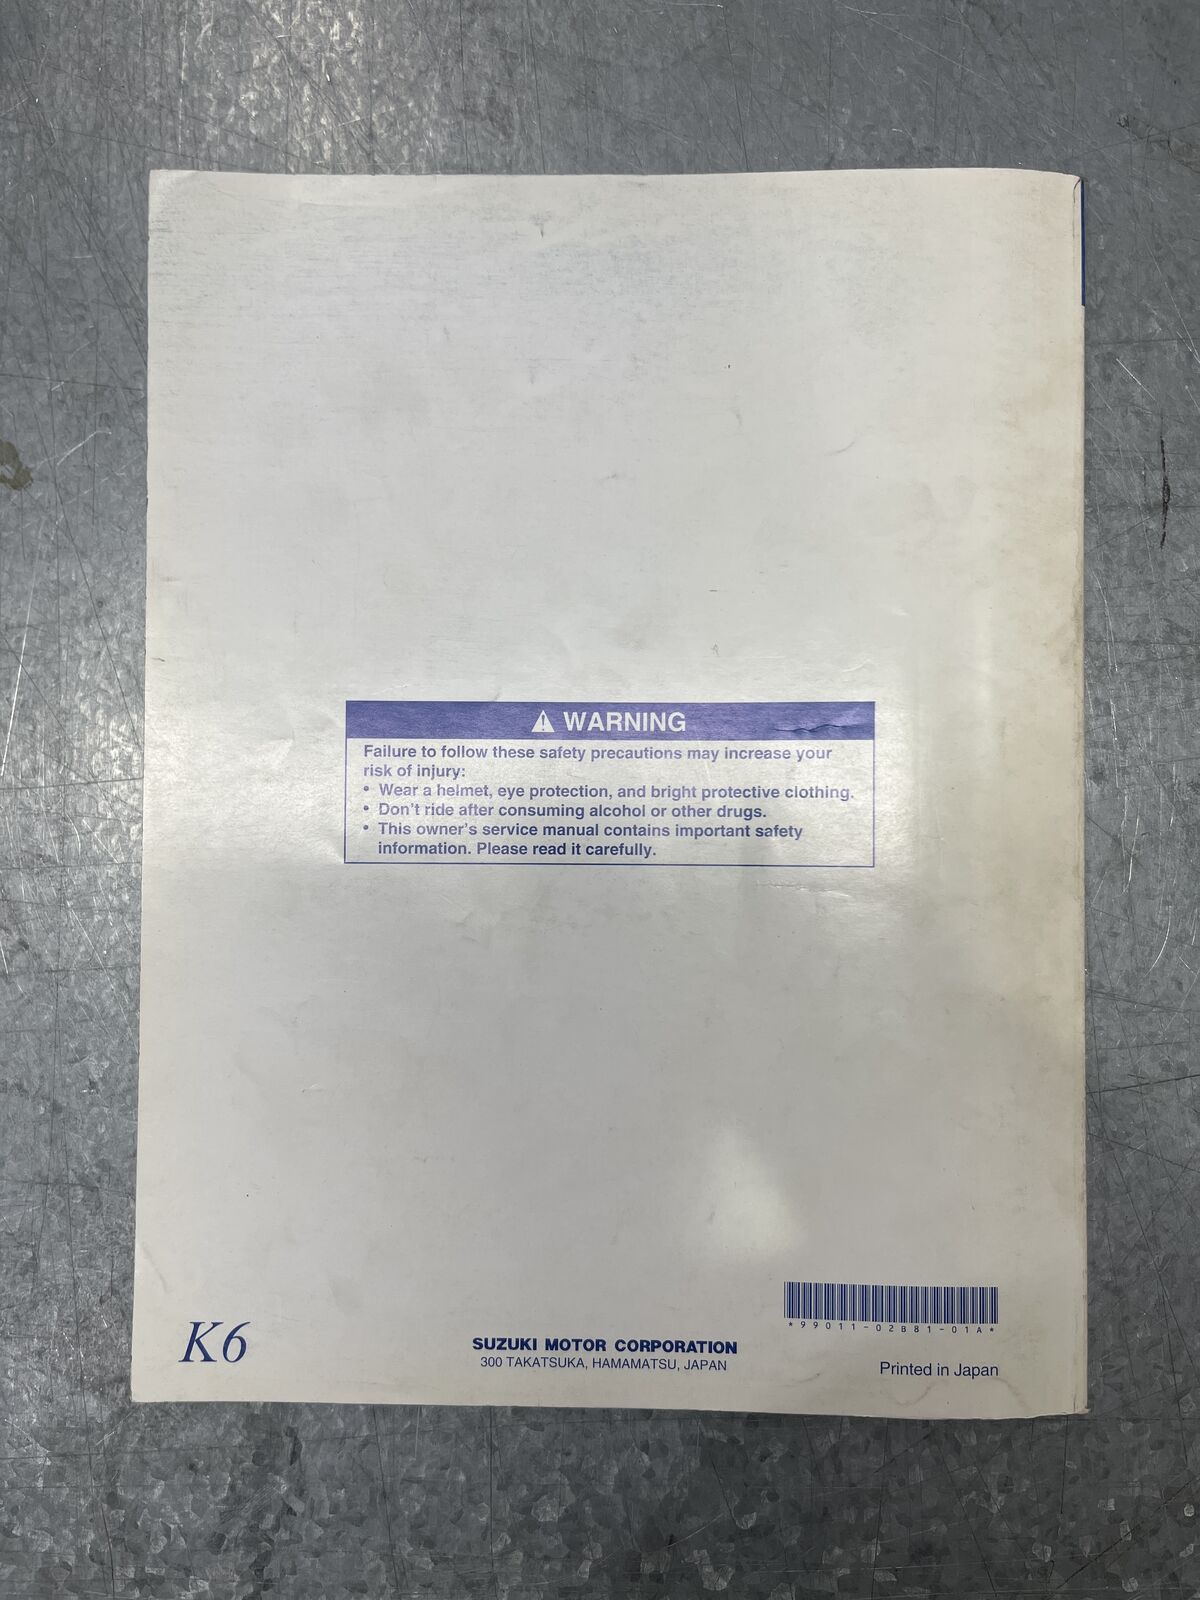 ⚠ WARNING
Failure to follow these safety precautions may increase your
risk of injury:
• Wear a helmet, eye protection, and bright protective clothing.
• Don't ride after consuming alcohol or other drugs.
• This owner's service manual contains important safety
information. Please read it carefully.
K6
SUZUKI MOTOR CORPORATION
300 TAKATSUKA, HAMAMATSU, JAPAN
*99011-02B81-01A*
Printed in Japan